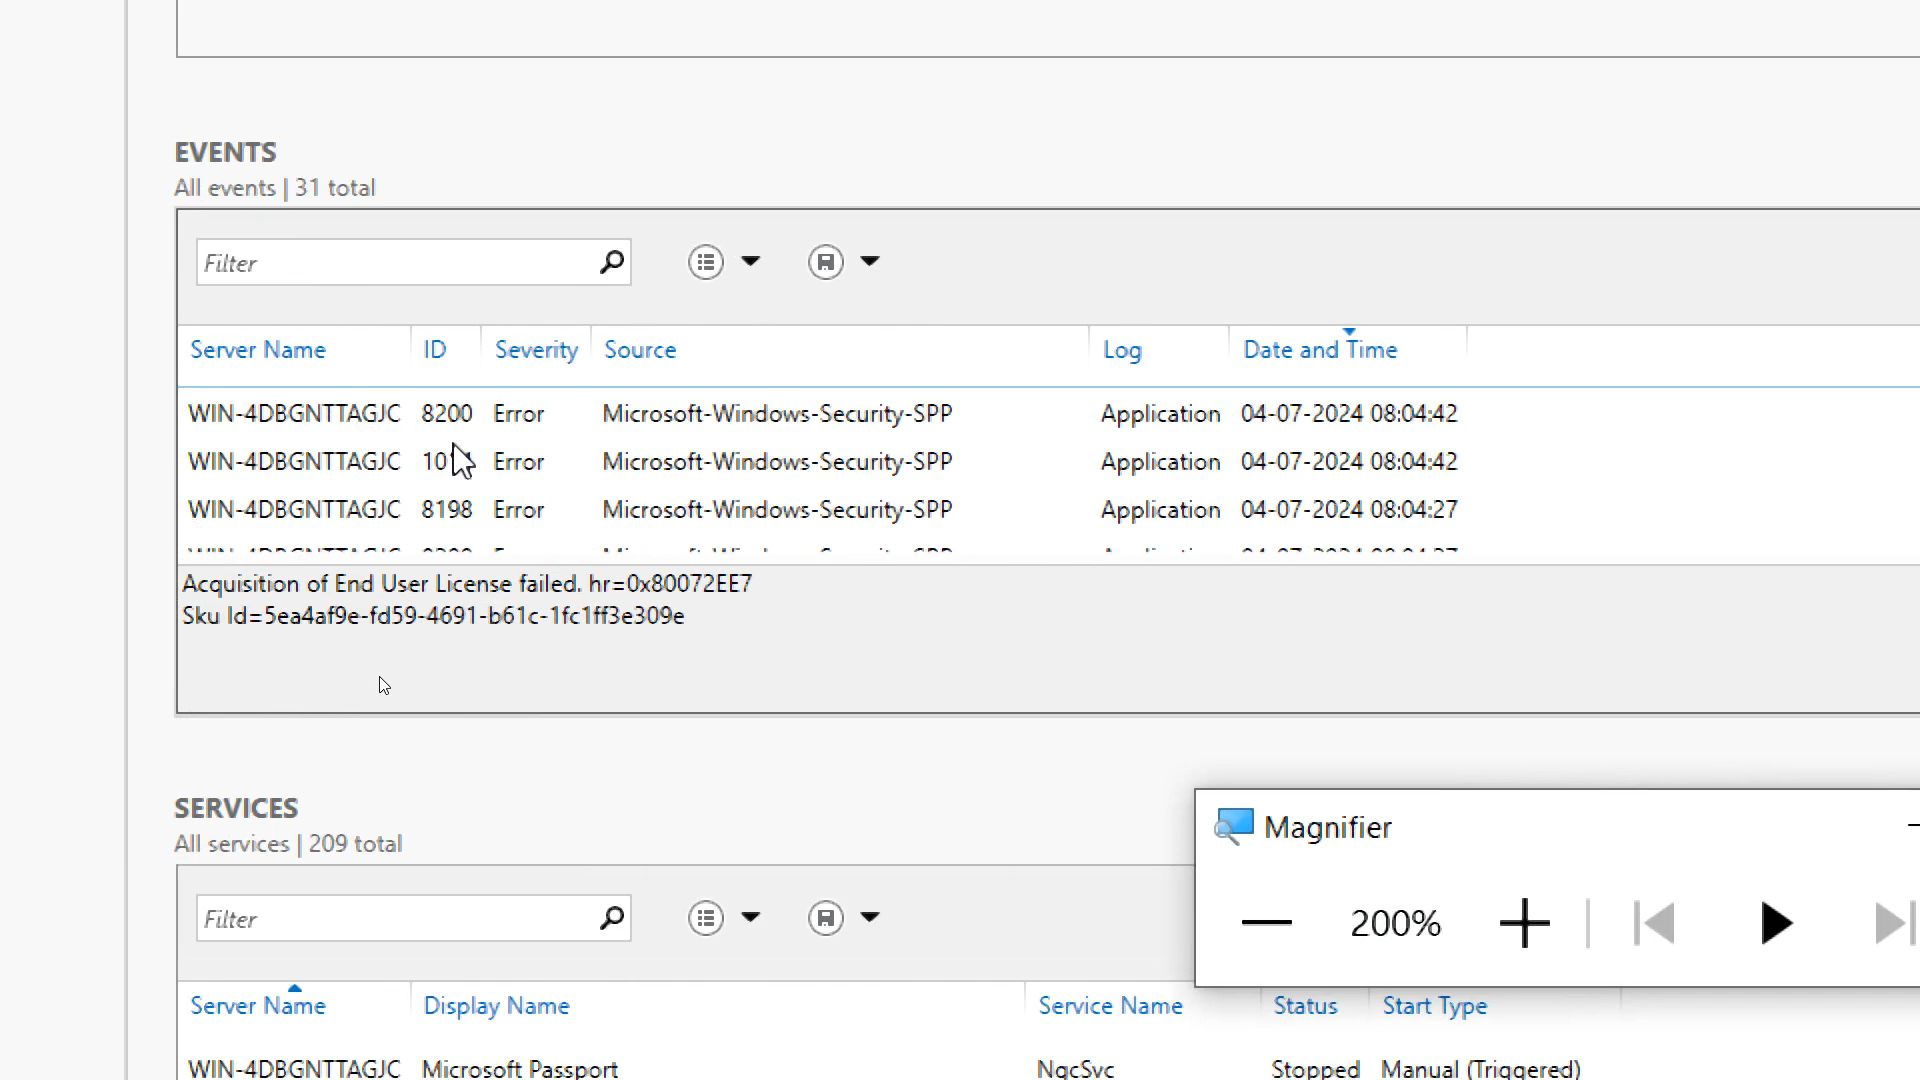 EVENTS
All events | 31 total
Filter
Server Name ID Severity Source Log Date and Time
WIN-4DBGNTTAGJC 8200 Error Microsoft-Windows-Security-SPP Application 04-07-2024 08:04:42
WIN-4DBGNTTAGJC Error Microsoft-Windows-Security-SPP Application 04-07-2024 08:04:42
WIN-4DBGNTTAGJC 8198 Error Microsoft-Windows-Security-SPP Application 04-07-2024 08:04:27
Acquisition of End User License failed. hr=0x80072EE7
Sku Id=5ea4af9e-fd59-4691-b61c-1fc1ff3e309e
SERVICES
All services | 209 total
Magnifier
Filter
200%
Server Name Display Name Service Name Status Start Type
WIN-4DBGNTTAGJC Microsoft Passport NgcSvc Stopped Manual (Triggered)